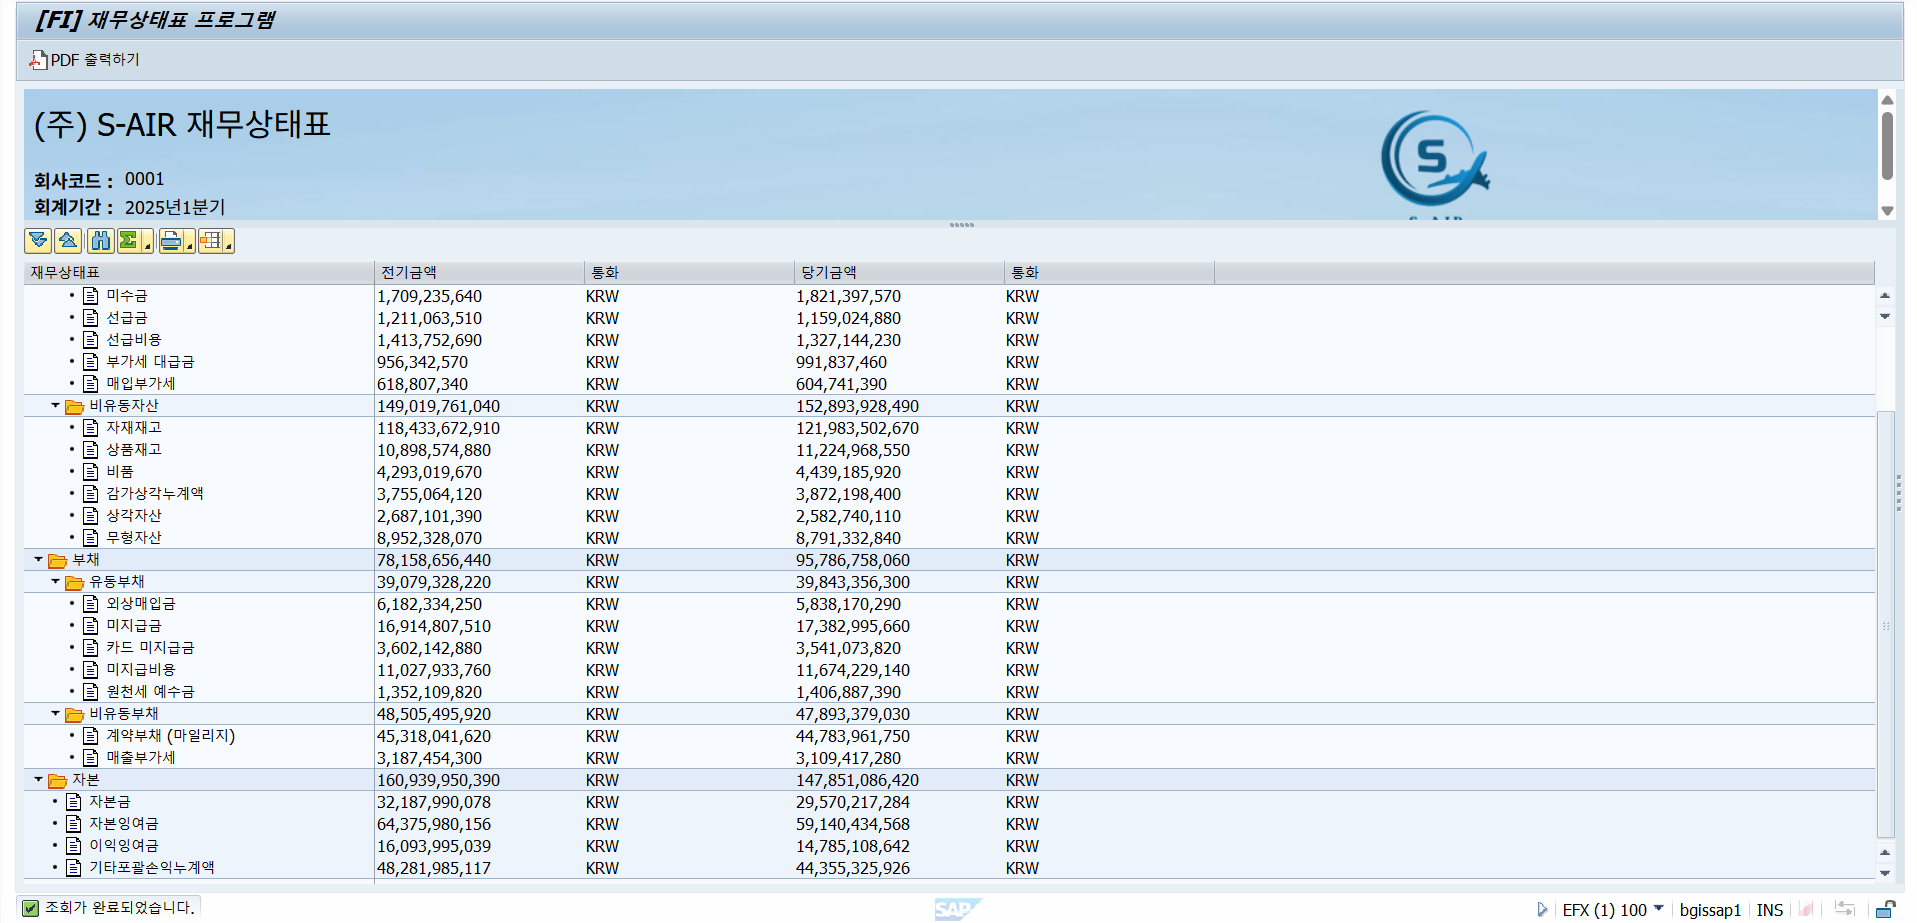 [FI] 재무상태표 프로그램
PDF 출력하기
(주) S-AIR 재무상태표
회사코드 : 0001
회계기간 : 2025년1분기
S
재무상태표 전기금액 통화 당기금액 통화
미수금 1,709,235,640 KRW 1,821,397,570 KRW
선급금 1,211,063,510 KRW 1,159,024,880 KRW
선급비용 1,413,752,690 KRW 1,327,144,230 KRW
부가세 대급금 956,342,570 KRW 991,837,460 KRW
매입부가세 618,807,340 KRW 604,741,390 KRW
비유동자산 149,019,761,040 KRW 152,893,928,490 KRW
자재재고 118,433,672,910 KRW 121,983,502,670 KRW
상품재고 10,898,574,880 KRW 11,224,968,550 KRW
비품 4,293,019,670 KRW 4,439,185,920 KRW
감가상각누계액 3,755,064,120 KRW 3,872,198,400 KRW
상각자산 2,687,101,390 KRW 2,582,740,110 KRW
무형자산 8,952,328,070 KRW 8,791,332,840 KRW
부채 78,158,656,440 KRW 95,786,758,060 KRW
유동부채 39,079,328,220 KRW 39,843,356,300 KRW
외상매입금 6,182,334,250 KRW 5,838,170,290 KRW
미지급금 16,914,807,510 KRW 17,382,995,660 KRW
카드 미지급금 3,602,142,880 KRW 3,541,073,820 KRW
미지급비용 11,027,933,760 KRW 11,674,229,140 KRW
원천세 예수금 1,352,109,820 KRW 1,406,887,390 KRW
비유동부채 48,505,495,920 KRW 47,893,379,030 KRW
계약부채 (마일리지) 45,318,041,620 KRW 44,783,961,750 KRW
매출부가세 3,187,454,300 KRW 3,109,417,280 KRW
자본 160,939,950,390 KRW 147,851,086,420 KRW
자본금 32,187,990,078 KRW 29,570,217,284 KRW
자본잉여금 64,375,980,156 KRW 59,140,434,568 KRW
이익잉여금 16,093,995,039 KRW 14,785,108,642 KRW
기타포괄손익누계액 48,281,985,117 KRW 44,355,325,926 KRW
조회가 완료되었습니다.
SAP
EFX (1) 100 bgissap1 INS